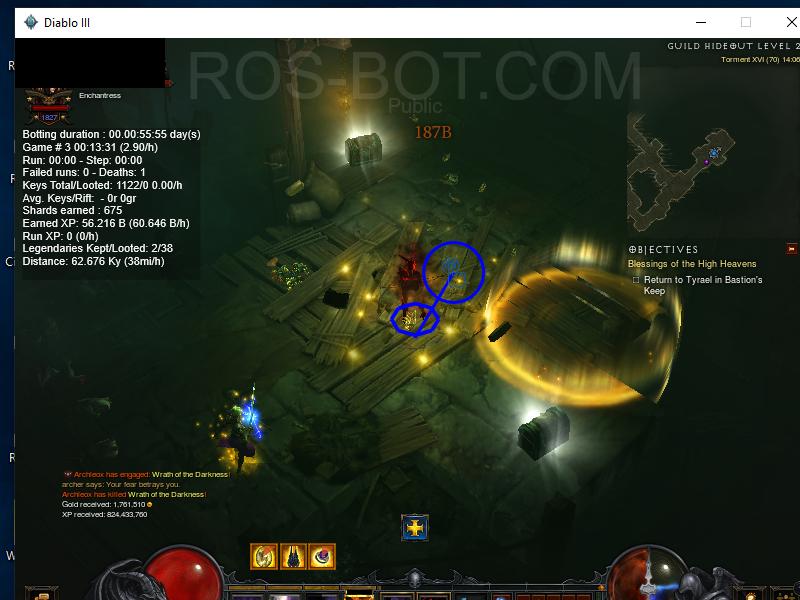 Diablo III
GUILD HIDEOUT LEVEL 2
Torment XVI (70) 14:06
ROS-BOT.COM
Public
Enchantress
1827
187B
Botting duration : 00.00:55:55 day(s)
Game # 3 00:13:31 (2.90/h)
Run: 00:00 - Step: 00:00
Failed runs: 0 - Deaths: 1
Keys Total/Looted: 1122/0 0.00/h
Avg. Keys/Rift:  - 0r 0gr
Shards earned : 675
Earned XP: 56.216 B (60.646 B/h)
Run XP: 0 (0/h)
Legendaries Kept/Looted: 2/38
Distance: 62.676 Ky (38mi/h)
OBJECTIVES
Blessings of the High Heavens
Return to Tyrael in Bastion's
Keep
Archleox has engaged: Wrath of the Darkness!
archer says: Your fear betrays you.
Archleox has killed Wrath of the Darkness!
Gold received: 1,761,510
XP received: 824,433,760
R
R
C
R
W